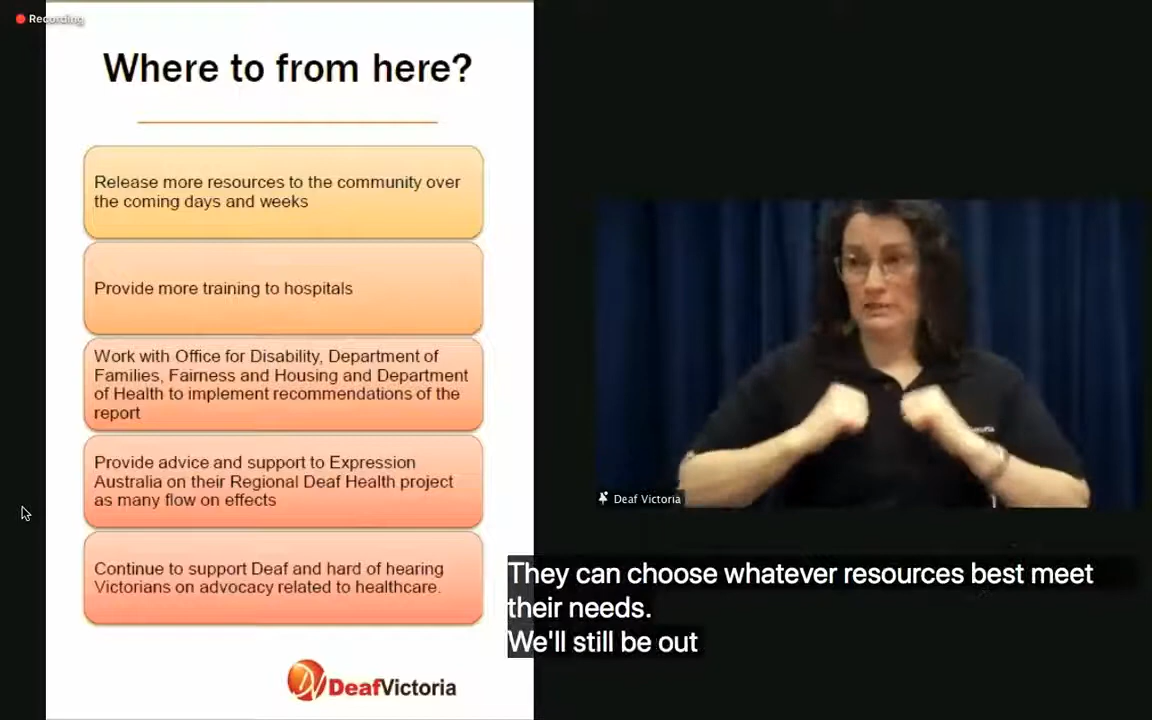 Recording
Where to from here?
Release more resources to the community over
the coming days and weeks
Provide more training to hospitals
Work with Office for Disability, Department of
Families, Fairness and Housing and Department
of Health to implement recommendations of the
report
Provide advice and support to Expression
Australia on their Regional Deaf Health project
as many flow on effects
Continue to support Deaf and hard of hearing
Victorians on advocacy related to healthcare.
DeafVictoria
Deaf Victoria
They can choose whatever resources best meet
their needs.
We'll still be out